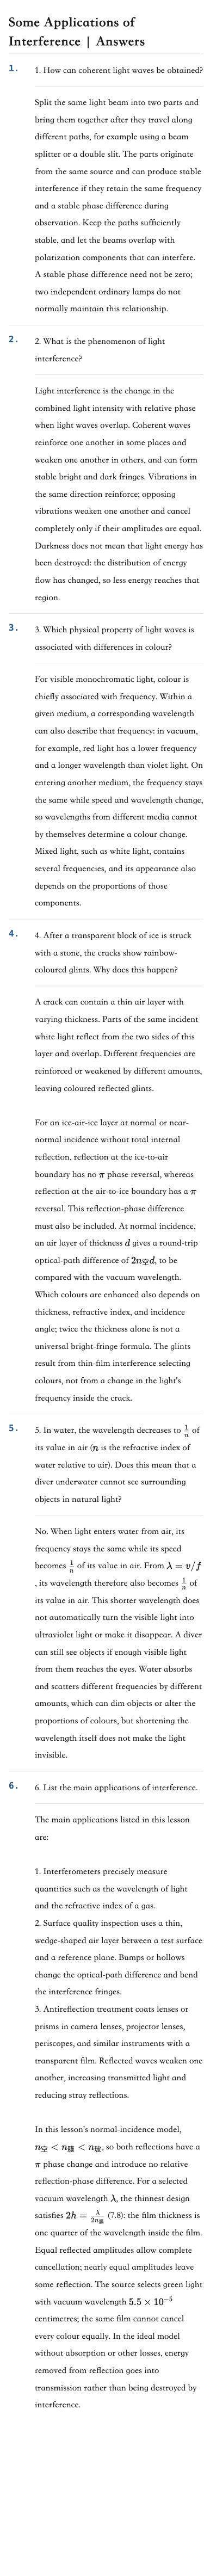 Some Applications of
Interference | Answers
1. 1. How can coherent light waves be obtained?
Split the same light beam into two parts and
bring them together after they travel along
different paths, for example using a beam
splitter or a double slit. The parts originate
from the same source and can produce stable
interference if they retain the same frequency
and a stable phase difference during
observation. Keep the paths sufficiently
stable, and let the beams overlap with
polarization components that can interfere.
A stable phase difference need not be zero;
two independent ordinary lamps do not
normally maintain this relationship.
2. 2. What is the phenomenon of light
interference?
Light interference is the change in the
combined light intensity with relative phase
when light waves overlap. Coherent waves
reinforce one another in some places and
weaken one another in others, and can form
stable bright and dark fringes. Vibrations in
the same direction reinforce; opposing
vibrations weaken one another and cancel
completely only if their amplitudes are equal.
Darkness does not mean that light energy has
been destroyed: the distribution of energy
flow has changed, so less energy reaches that
region.
3. 3. Which physical property of light waves is
associated with differences in colour?
For visible monochromatic light, colour is
chiefly associated with frequency. Within a
given medium, a corresponding wavelength
can also describe that frequency: in vacuum,
for example, red light has a lower frequency
and a longer wavelength than violet light. On
entering another medium, the frequency stays
the same while speed and wavelength change,
so wavelengths from different media cannot
by themselves determine a colour change.
Mixed light, such as white light, contains
several frequencies, and its appearance also
depends on the proportions of those
components.
4. 4. After a transparent block of ice is struck
with a stone, the cracks show rainbow-
coloured glints. Why does this happen?
A crack can contain a thin air layer with
varying thickness. Parts of the same incident
white light reflect from the two sides of this
layer and overlap. Different frequencies are
reinforced or weakened by different amounts,
leaving coloured reflected glints.
For an ice-air-ice layer at normal or near-
normal incidence without total internal
reflection, reflection at the ice-to-air
boundary has no π phase reversal, whereas
reflection at the air-to-ice boundary has a π
reversal. This reflection-phase difference
must also be included. At normal incidence,
an air layer of thickness d gives a round-trip
optical-path difference of 2n空d, to be
compared with the vacuum wavelength.
Which colours are enhanced also depends on
thickness, refractive index, and incidence
angle; twice the thickness alone is not a
universal bright-fringe formula. The glints
result from thin-film interference selecting
colours, not from a change in the light's
frequency inside the crack.
5. 5. In water, the wavelength decreases to 1/n of
its value in air (n is the refractive index of
water relative to air). Does this mean that a
diver underwater cannot see surrounding
objects in natural light?
No. When light enters water from air, its
frequency stays the same while its speed
becomes 1/n of its value in air. From λ = v/f
, its wavelength therefore also becomes 1/n of
its value in air. This shorter wavelength does
not automatically turn the visible light into
ultraviolet light or make it disappear. A diver
can still see objects if enough visible light
from them reaches the eyes. Water absorbs
and scatters different frequencies by different
amounts, which can dim objects or alter the
proportions of colours, but shortening the
wavelength itself does not make the light
invisible.
6. 6. List the main applications of interference.
The main applications listed in this lesson
are:
1. Interferometers precisely measure
quantities such as the wavelength of light
and the refractive index of a gas.
2. Surface quality inspection uses a thin,
wedge-shaped air layer between a test surface
and a reference plane. Bumps or hollows
change the optical-path difference and bend
the interference fringes.
3. Antireflection treatment coats lenses or
prisms in camera lenses, projector lenses,
periscopes, and similar instruments with a
transparent film. Reflected waves weaken one
another, increasing transmitted light and
reducing stray reflections.
In this lesson's normal-incidence model,
n空 < n膜 < n玻, so both reflections have a
π phase change and introduce no relative
reflection-phase difference. For a selected
vacuum wavelength λ, the thinnest design
satisfies 2h = λ/2n膜 (7.8): the film thickness is
one quarter of the wavelength inside the film.
Equal reflected amplitudes allow complete
cancellation; nearly equal amplitudes leave
some reflection. The source selects green light
with vacuum wavelength 5.5 × 10⁻⁵
centimetres; the same film cannot cancel
every colour equally. In the ideal model
without absorption or other losses, energy
removed from reflection goes into
transmission rather than being destroyed by
interference.